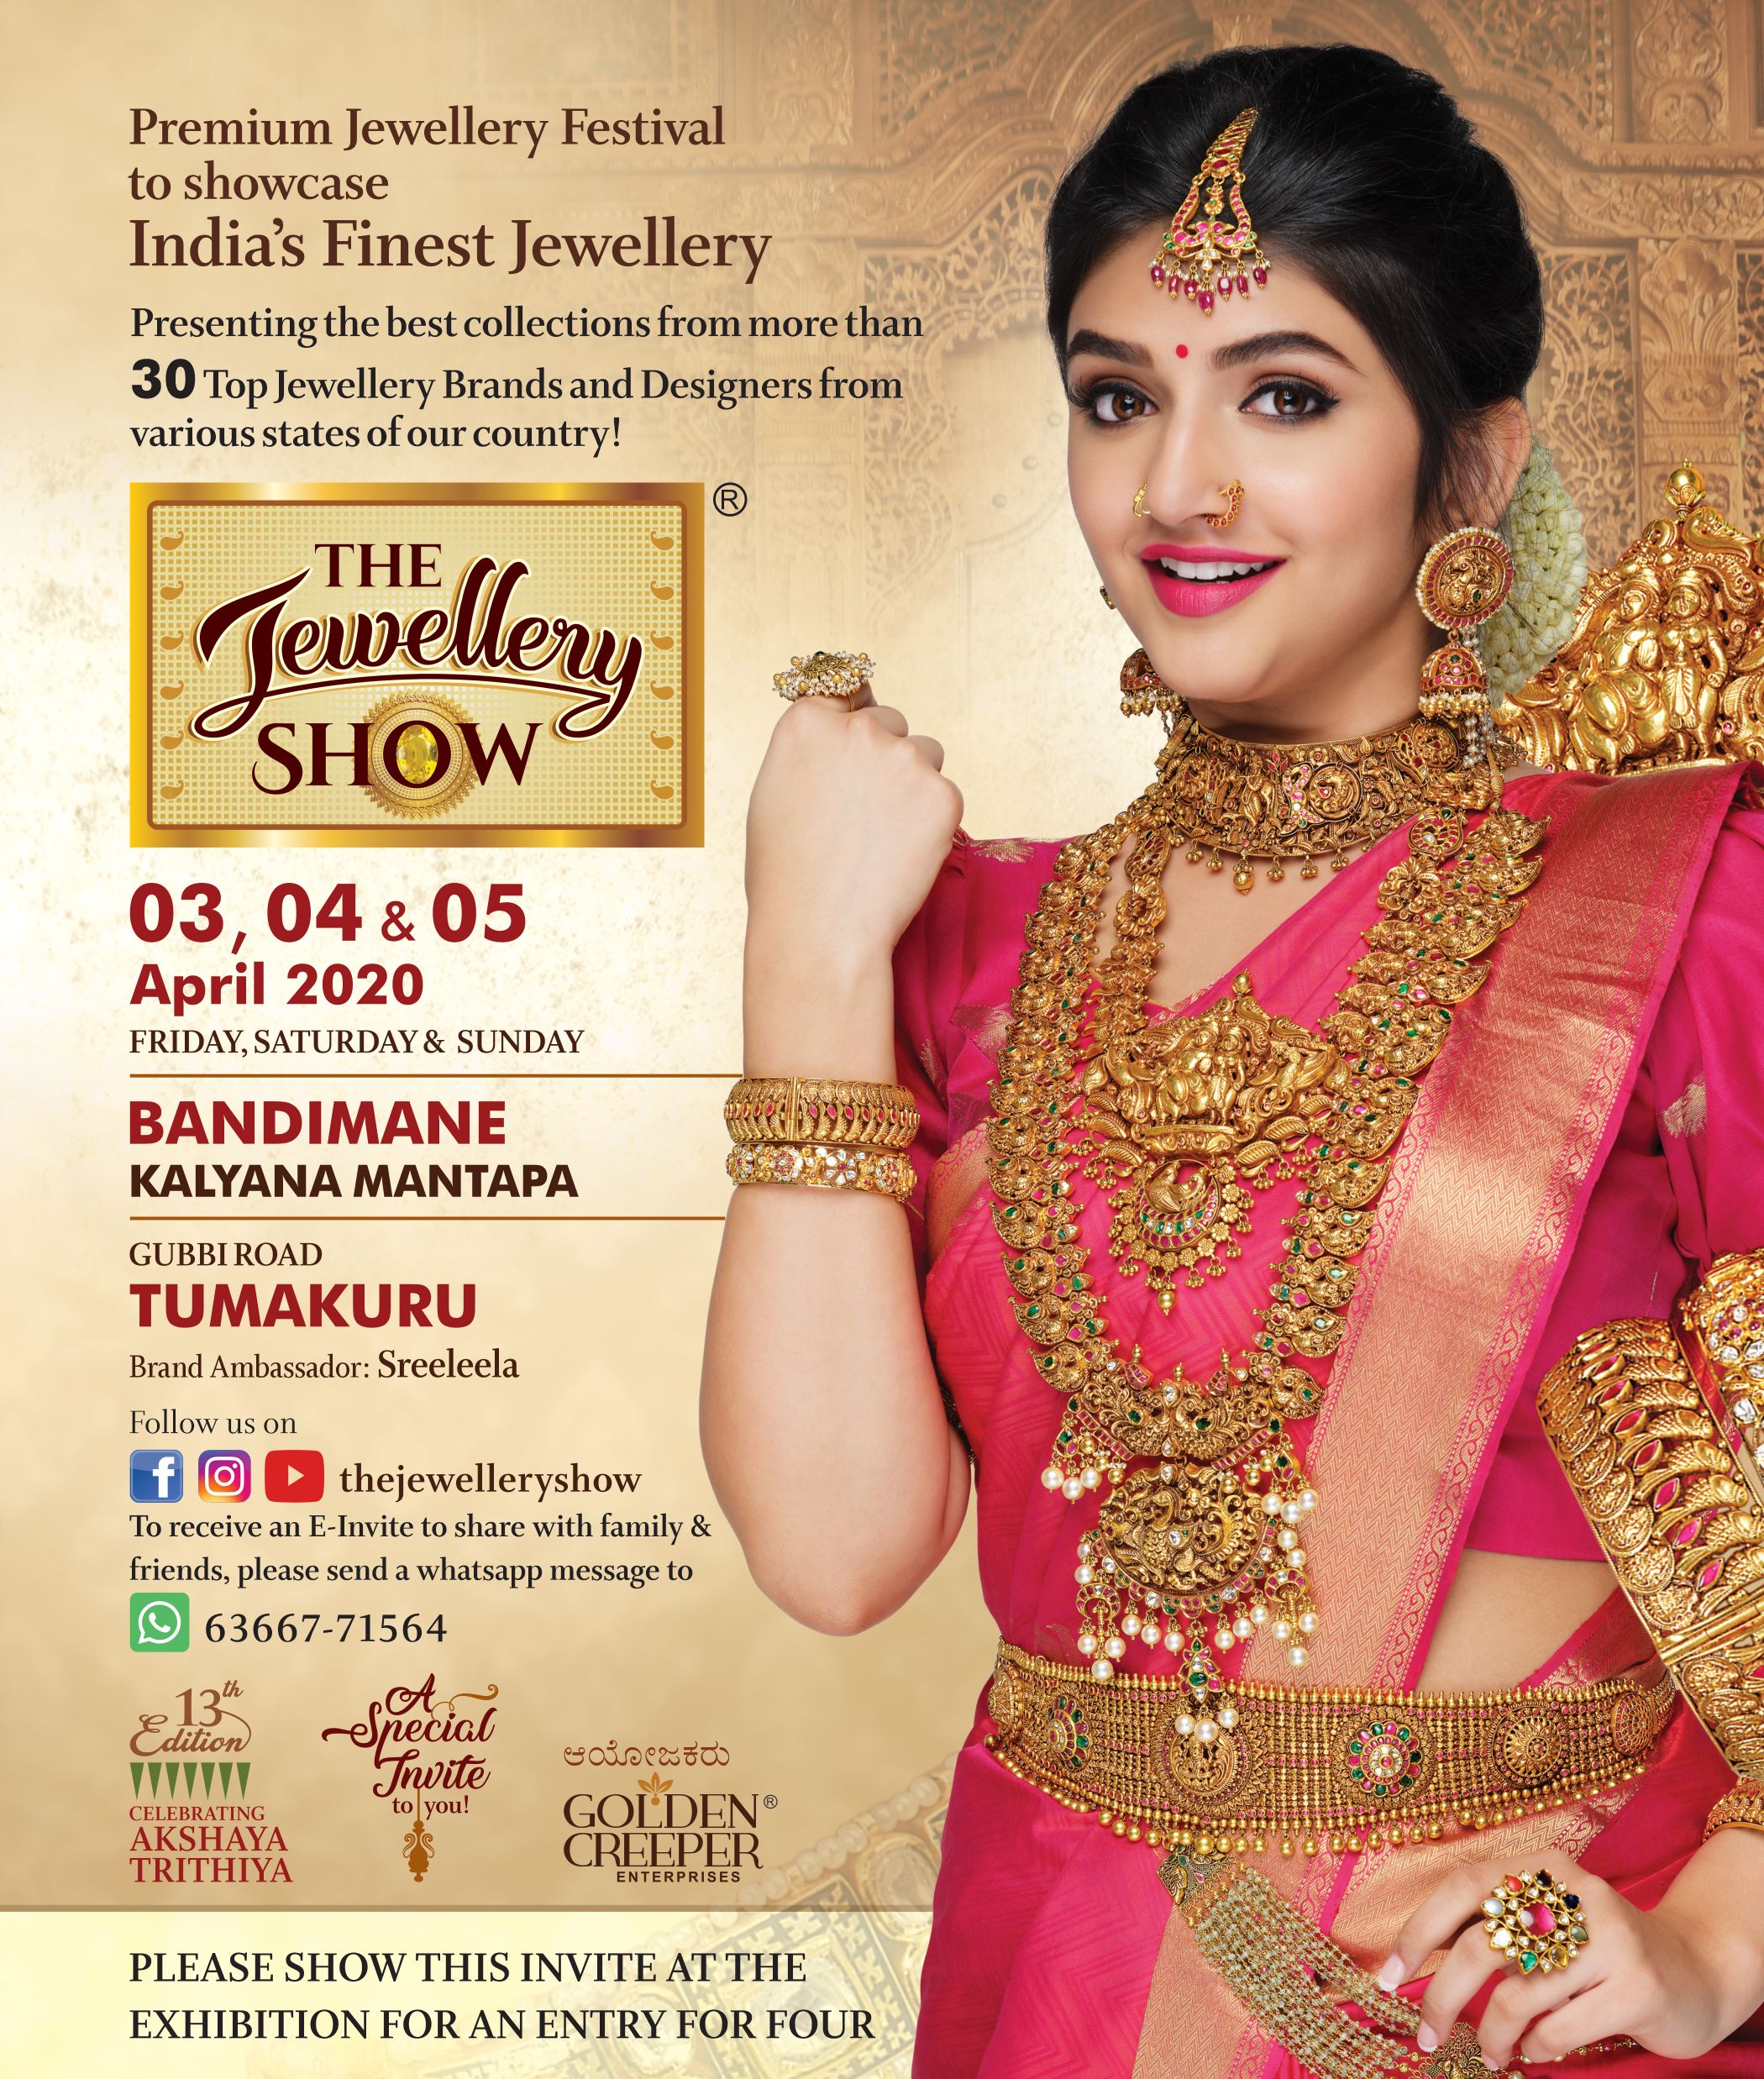 Premium Jewellery Festival
to showcase
India's Finest Jewellery
Presenting the best collections from more than
30 Top Jewellery Brands and Designers from
various states of our country!
THE
Jewellery
SHOW
®
03, 04 & 05
April 2020
FRIDAY, SATURDAY & SUNDAY
BANDIMANE
KALYANA MANTAPA
GUBBI ROAD
TUMAKURU
Brand Ambassador: Sreeleela
Follow us on
thejewelleryshow
To receive an E-Invite to share with family &
friends, please send a whatsapp message to
63667-71564
13th
Edition
CELEBRATING
AKSHAYA
TRITHIYA
A
Special
Invite
to you!
ಆಯೋಜಕರು
GOLDEN®
CREEPER
ENTERPRISES
PLEASE SHOW THIS INVITE AT THE
EXHIBITION FOR AN ENTRY FOR FOUR